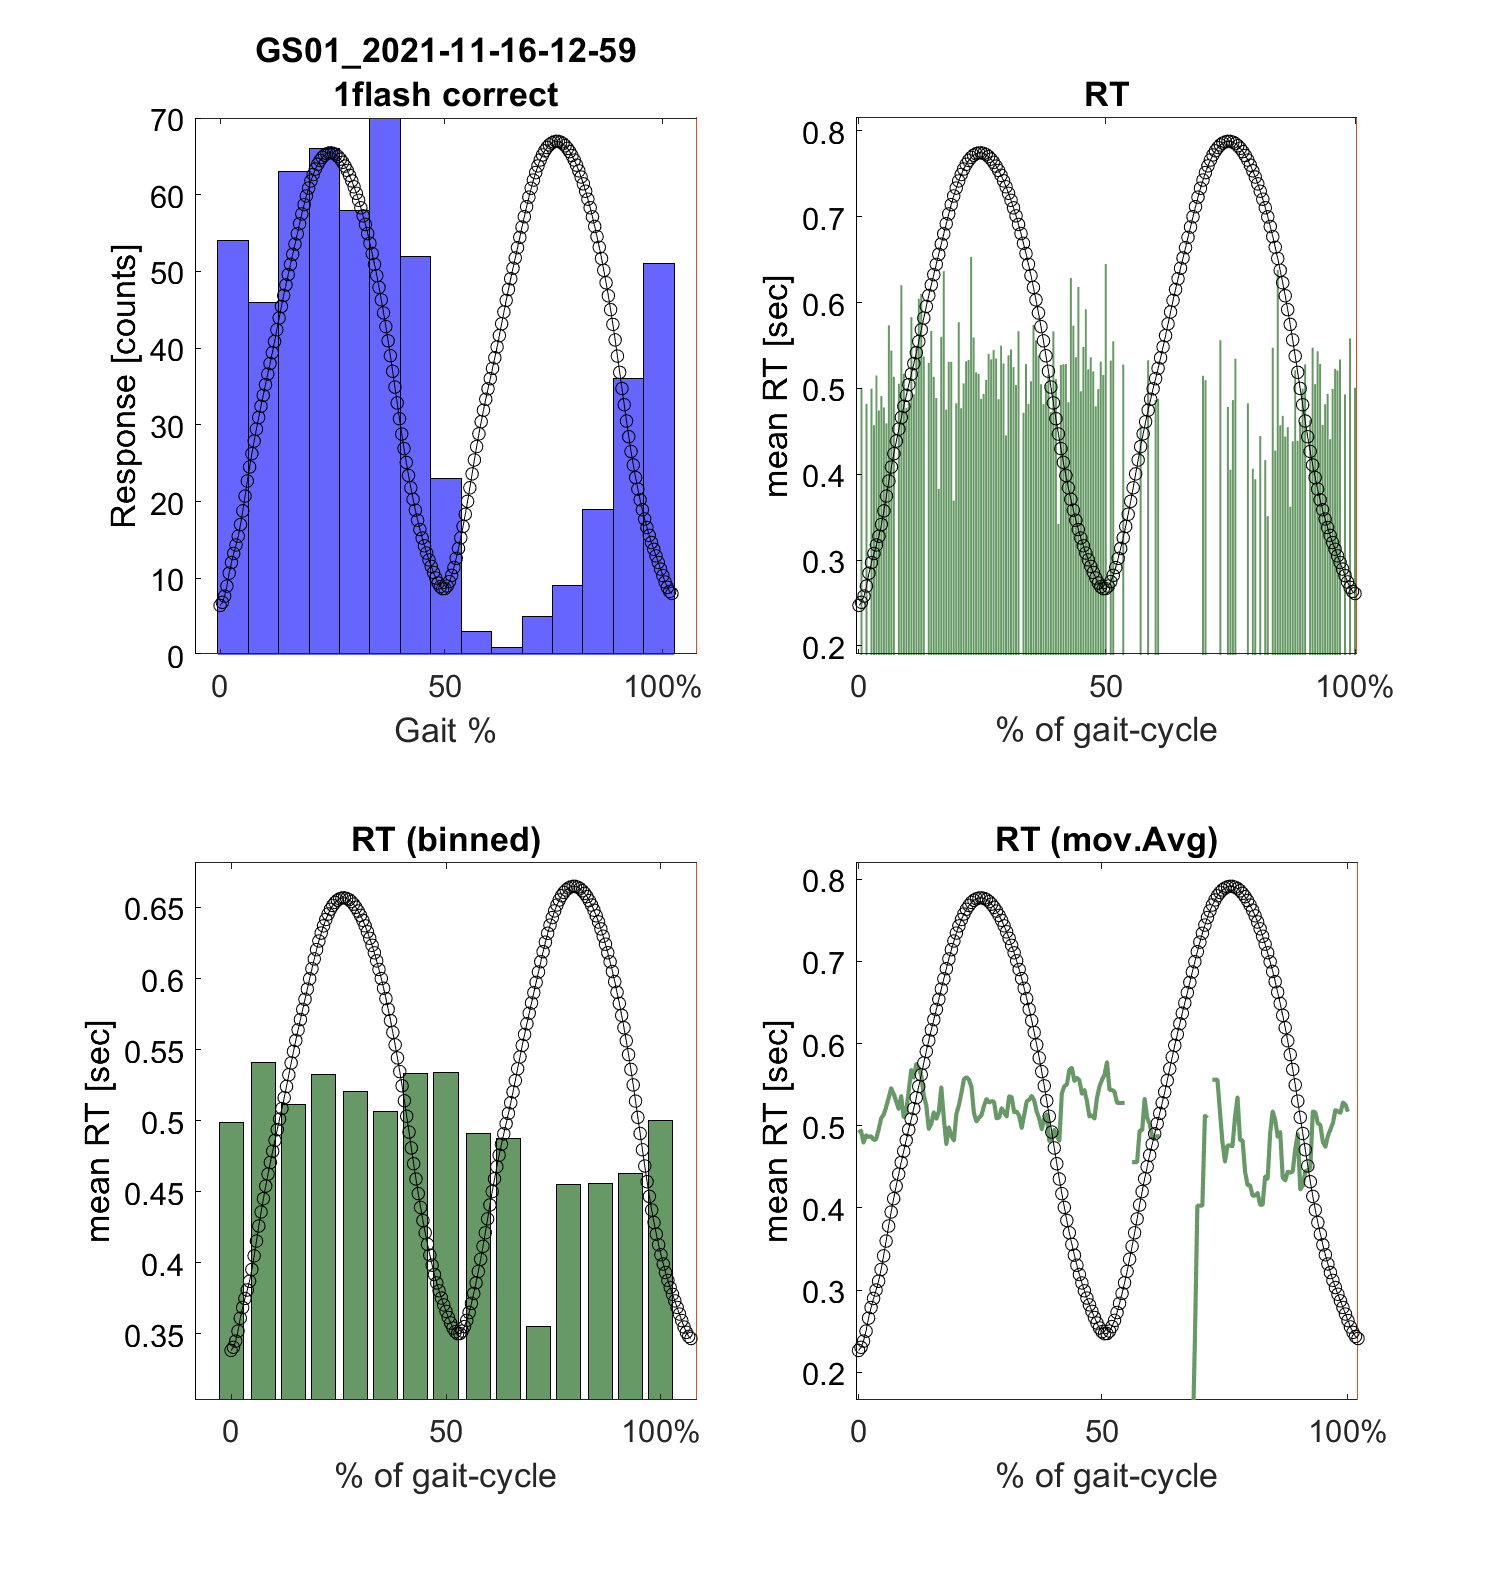 GS01_2021-11-16-12-59
1flash correct
70
60
50
40
30
20
10
0
Response [counts]
0 50 100%
Gait %
RT
0.8
0.7
0.6
0.5
0.4
0.3
0.2
mean RT [sec]
0 50 100%
% of gait-cycle
RT (binned)
0.65
0.6
0.55
0.5
0.45
0.4
0.35
mean RT [sec]
0 50 100%
% of gait-cycle
RT (mov.Avg)
0.8
0.7
0.6
0.5
0.4
0.3
0.2
mean RT [sec]
0 50 100%
% of gait-cycle